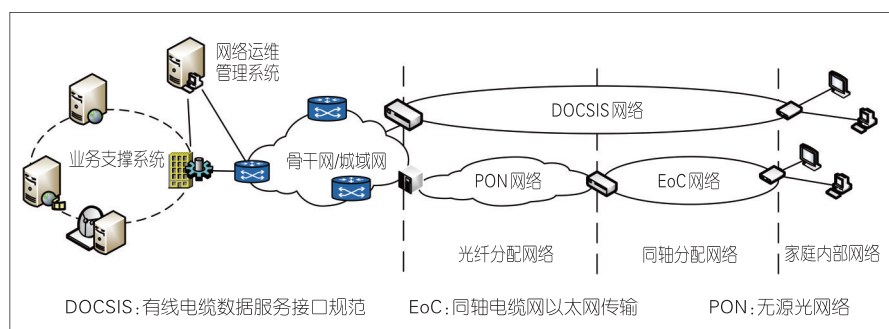 网络运维
管理系统
业务支撑系统
骨干网/城域网
DOCSIS网络
PON网络
EoC网络
光纤分配网络
同轴分配网络
家庭内部网络
DOCSIS:有线电缆数据服务接口规范
EoC:同轴电缆网以太网传输
PON:无源光网络